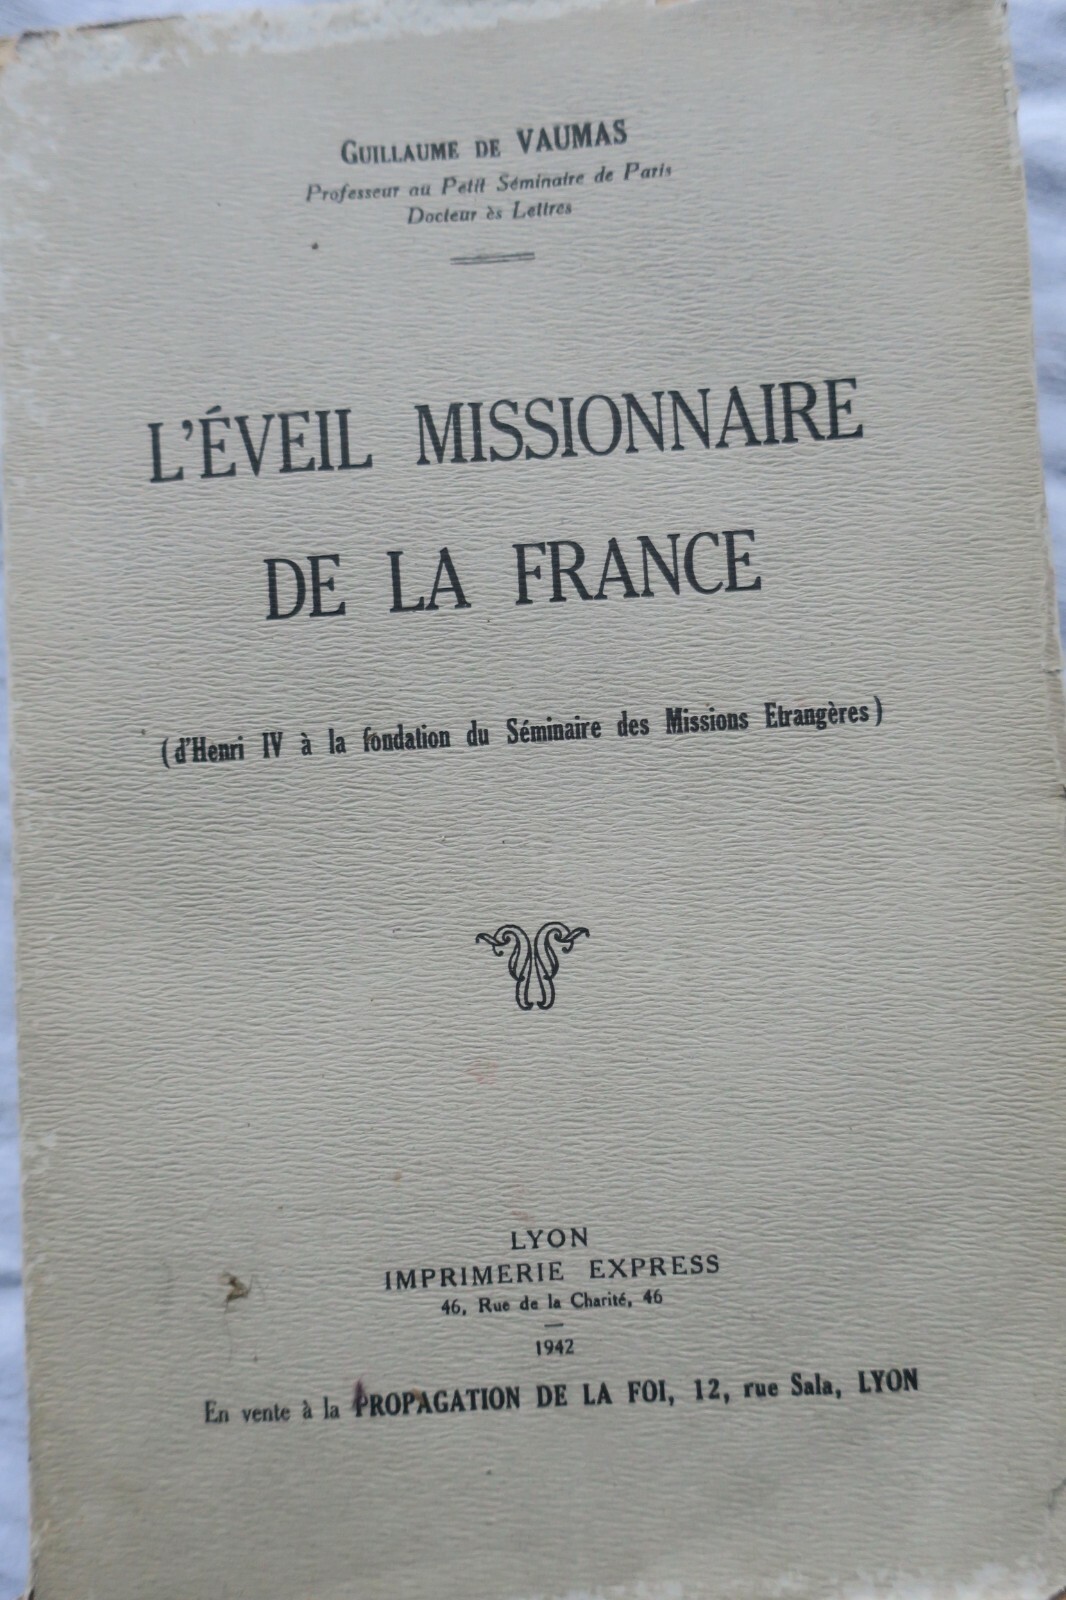 GUILLAUME DE VAUMAS
Professeur au Petit Séminaire de Paris
Docteur ès Lettres
L'ÉVEIL MISSIONNAIRE
DE LA FRANCE
(d'Henri IV à la fondation du Séminaire des Missions Etrangères)
LYON
IMPRIMERIE EXPRESS
46, Rue de la Charité, 46
1942
En vente à la PROPAGATION DE LA FOI, 12, rue Sala, LYON